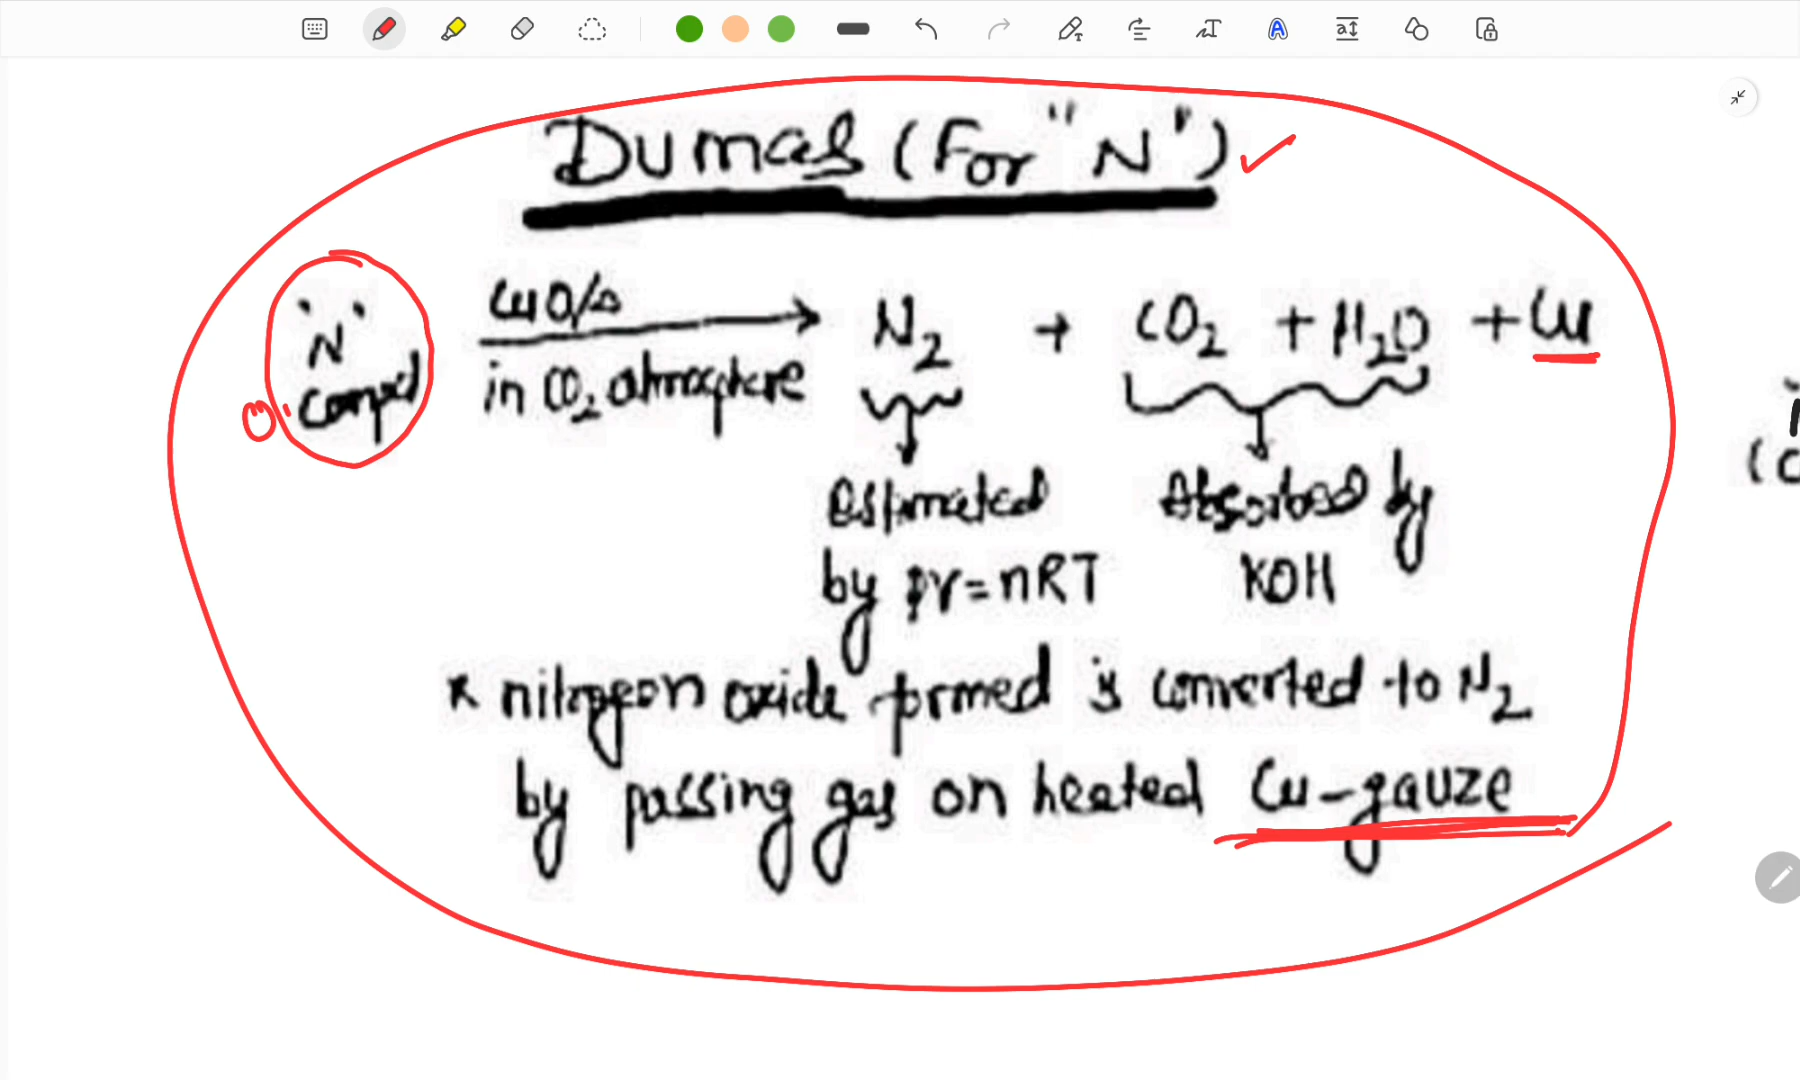 Dumas (For "N")
'N' compd CuO/Δ in CO2 atmosphere → N2 + CO2 + H2O + Cu
Estimated by pv=nRT
Absorbed by KOH
* nitrogeon oxide formed is converted to N2
by passing gas on heated Cu-gauze